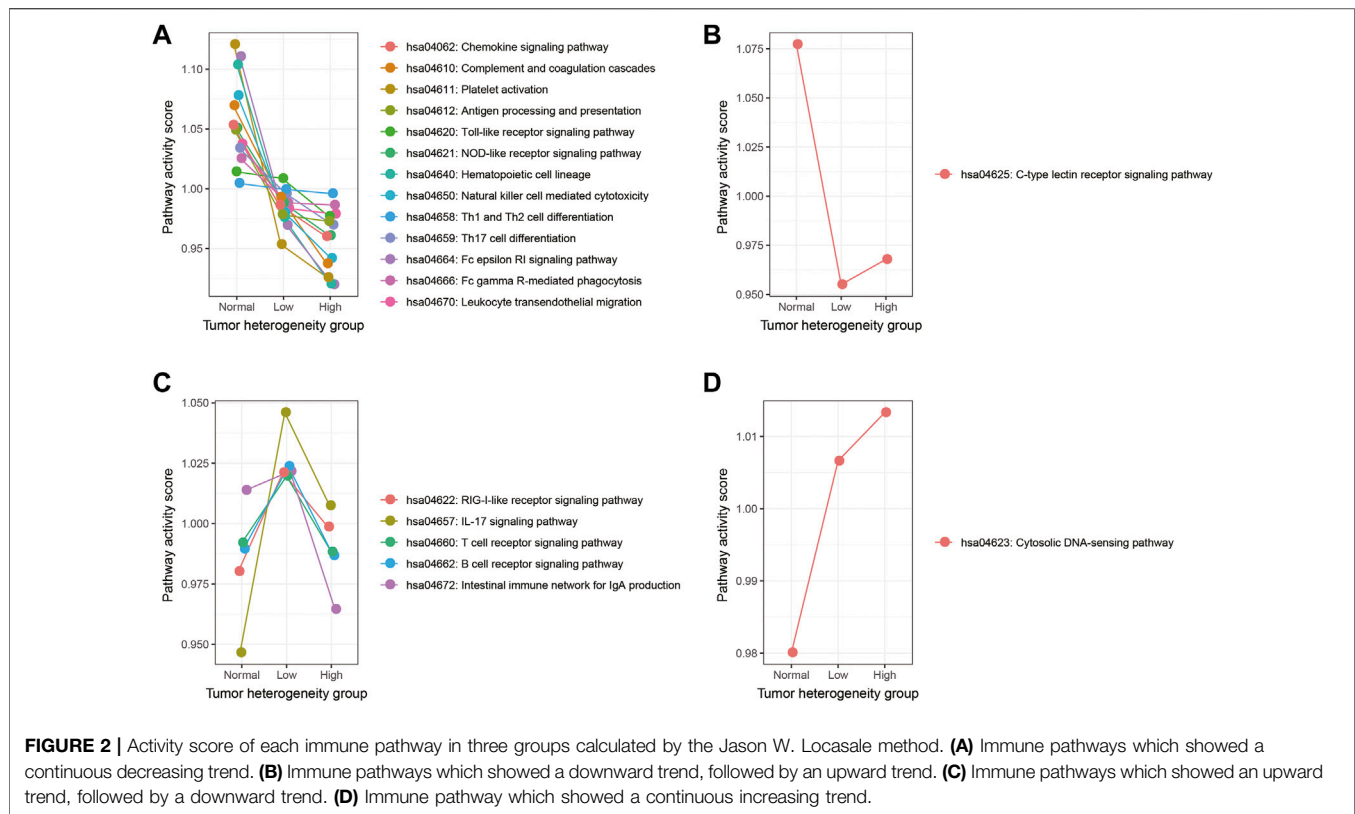 A
Pathway activity score
1.10
1.05
1.00
0.95
Normal
Low
High
Tumor heterogeneity group
hsa04062: Chemokine signaling pathway
hsa04610: Complement and coagulation cascades
hsa04611: Platelet activation
hsa04612: Antigen processing and presentation
hsa04620: Toll-like receptor signaling pathway
hsa04621: NOD-like receptor signaling pathway
hsa04640: Hematopoietic cell lineage
hsa04650: Natural killer cell mediated cytotoxicity
hsa04658: Th1 and Th2 cell differentiation
hsa04659: Th17 cell differentiation
hsa04664: Fc epsilon RI signaling pathway
hsa04666: Fc gamma R-mediated phagocytosis
hsa04670: Leukocyte transendothelial migration
B
Pathway activity score
1.075
1.050
1.025
1.000
0.975
0.950
Normal
Low
High
Tumor heterogeneity group
hsa04625: C-type lectin receptor signaling pathway
C
Pathway activity score
1.050
1.025
1.000
0.975
0.950
Normal
Low
High
Tumor heterogeneity group
hsa04622: RIG-I-like receptor signaling pathway
hsa04657: IL-17 signaling pathway
hsa04660: T cell receptor signaling pathway
hsa04662: B cell receptor signaling pathway
hsa04672: Intestinal immune network for IgA production
D
Pathway activity score
1.01
1.00
0.99
0.98
Normal
Low
High
Tumor heterogeneity group
hsa04623: Cytosolic DNA-sensing pathway
FIGURE 2 | Activity score of each immune pathway in three groups calculated by the Jason W. Locasale method. (A) Immune pathways which showed a
continuous decreasing trend. (B) Immune pathways which showed a downward trend, followed by an upward trend. (C) Immune pathways which showed an upward
trend, followed by a downward trend. (D) Immune pathway which showed a continuous increasing trend.